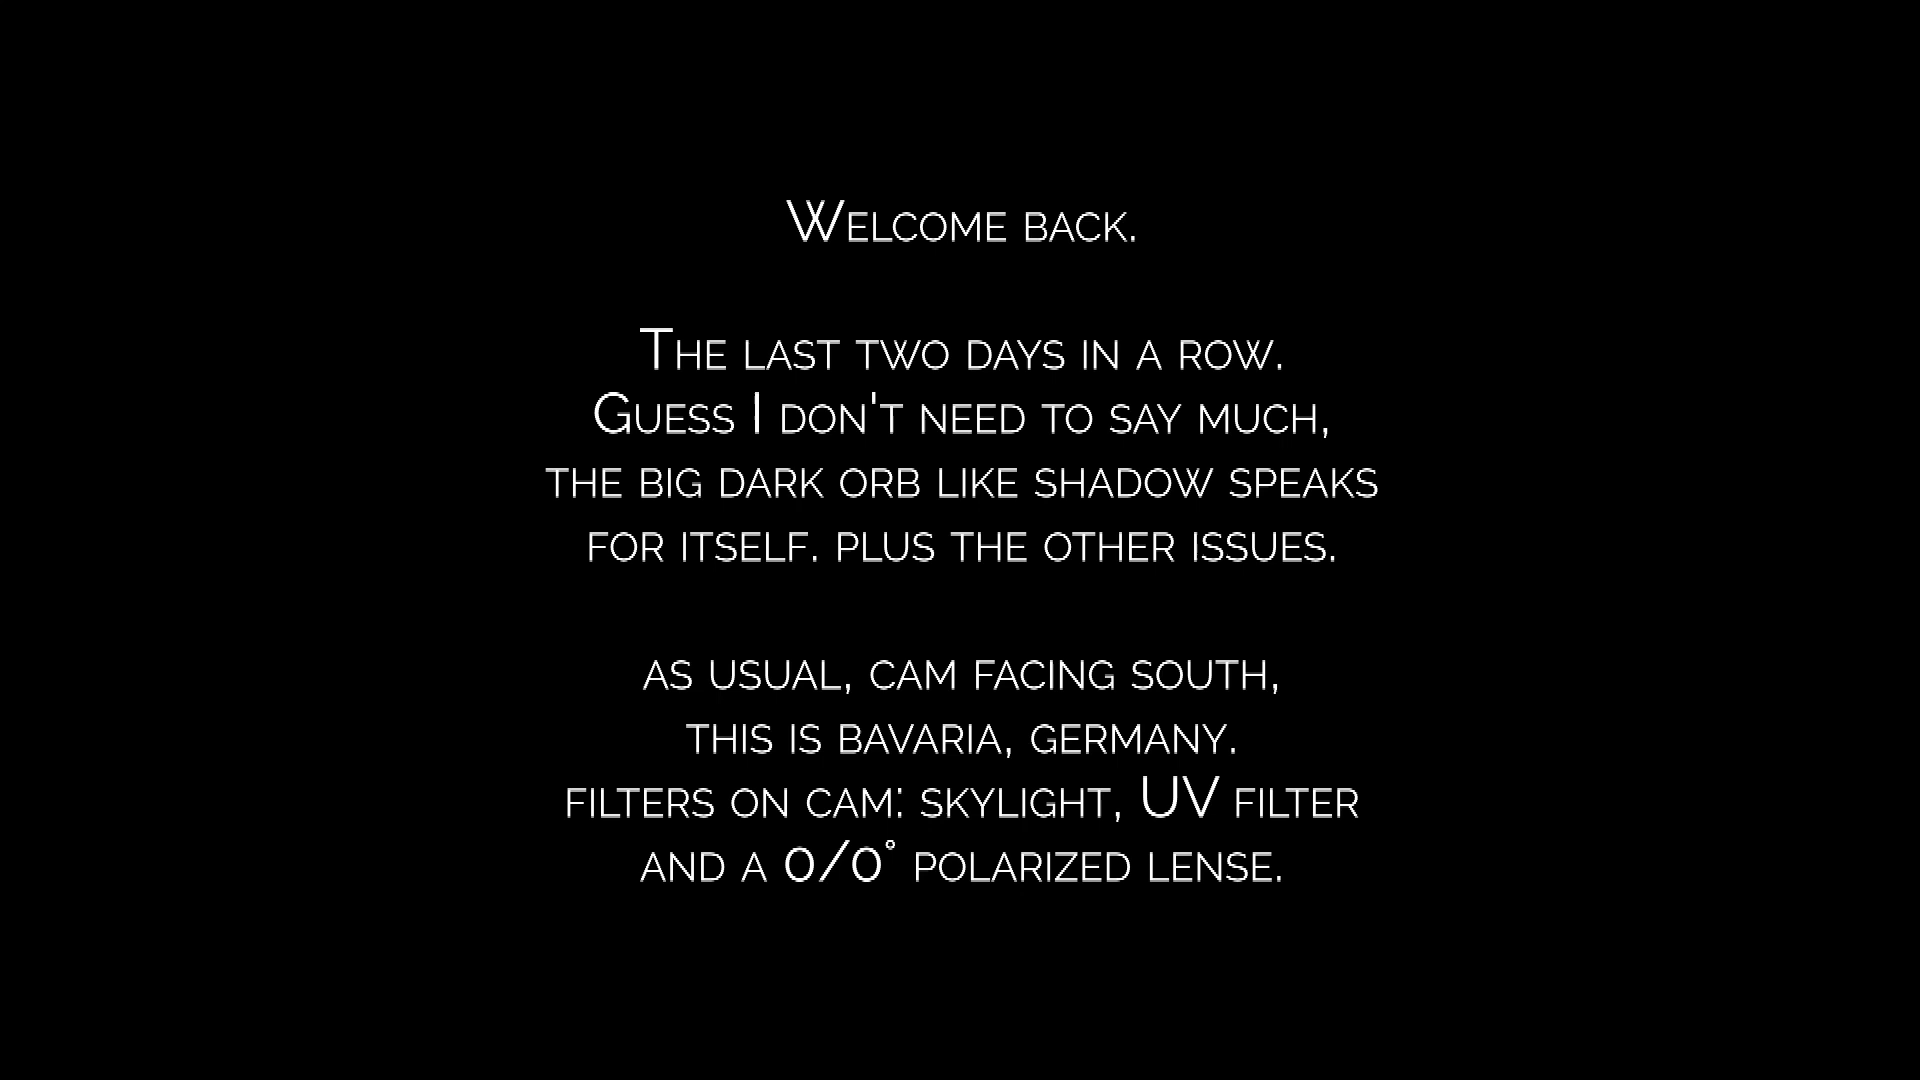 Welcome back.
The last two days in a row.
Guess I don't need to say much,
the big dark orb like shadow speaks
for itself. plus the other issues.
as usual, cam facing south,
this is bavaria, germany.
filters on cam: skylight, UV filter
and a 0/0° polarized lense.